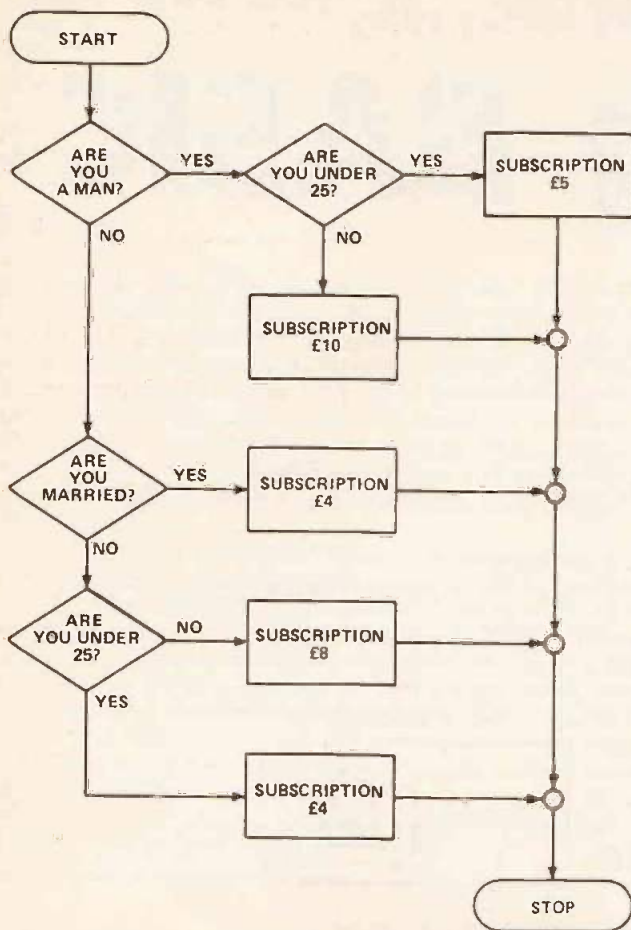 START
ARE
YOU
A MAN?
YES
ARE
YOU UNDER
25?
YES
SUBSCRIPTION
£5
NO
NO
SUBSCRIPTION
£10
ARE
YOU
MARRIED?
YES
SUBSCRIPTION
£4
NO
ARE
YOU UNDER
25?
NO
SUBSCRIPTION
£8
YES
SUBSCRIPTION
£4
STOP